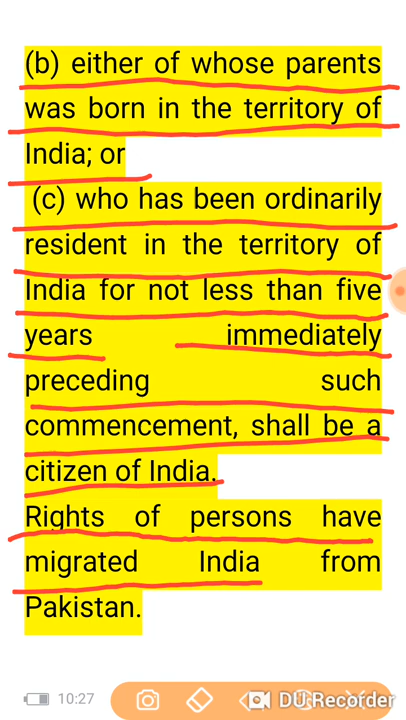 (b) either of whose parents
was born in the territory of
India; or
(c) who has been ordinarily
resident in the territory of
India for not less than five
years immediately
preceding such
commencement, shall be a
citizen of India.
Rights of persons have
migrated India from
Pakistan.
10:27
DU Recorder